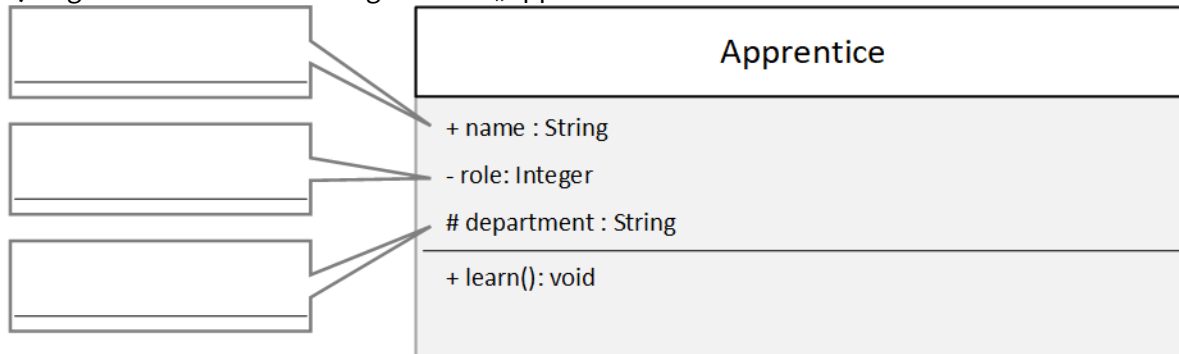 Apprentice
+ name : String
- role: Integer
# department : String
+ learn(): void